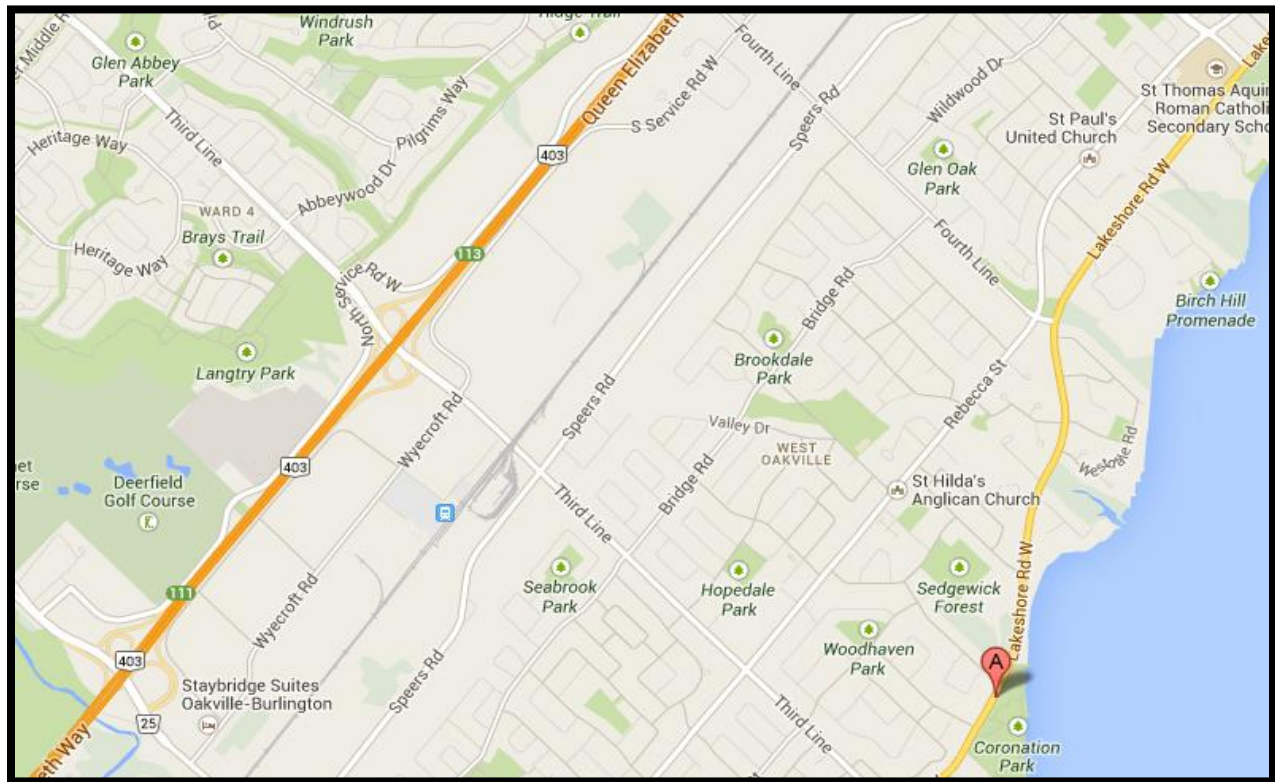 Windrush
Park
Ridge Trail
Glen Abbey
Park
Queen Elizabeth
Fourth Line
Wildwood Dr
St Thomas Aquin
Roman Catholi
Secondary Scho
S Service Rd W
Speers Rd
St Paul's
United Church
Third Line
Pilgrims Way
403
Heritage Way
Glen Oak
Park
Abbeywood Dr
WARD 4
Brays Trail
Lakeshore Rd W
Fourth Line
Heritage Way
113
North Service Rd W
Bridge Rd
Birch Hill
Promenade
Brookdale
Park
Langtry Park
Rebecca St
Speers Rd
Wyecroft Rd
Valley Dr
WEST
OAKVILLE
403
Deerfield
Golf Course
Bridge Rd
St Hilda's
Anglican Church
Third Line
111
Seabrook
Park
Hopedale
Park
Sedgewick
Forest
Lakeshore Rd W
Wyecroft Rd
Woodhaven
Park
403
A
Staybridge Suites
Oakville-Burlington
Speers Rd
25
Third Line
Coronation
Park
eth Way